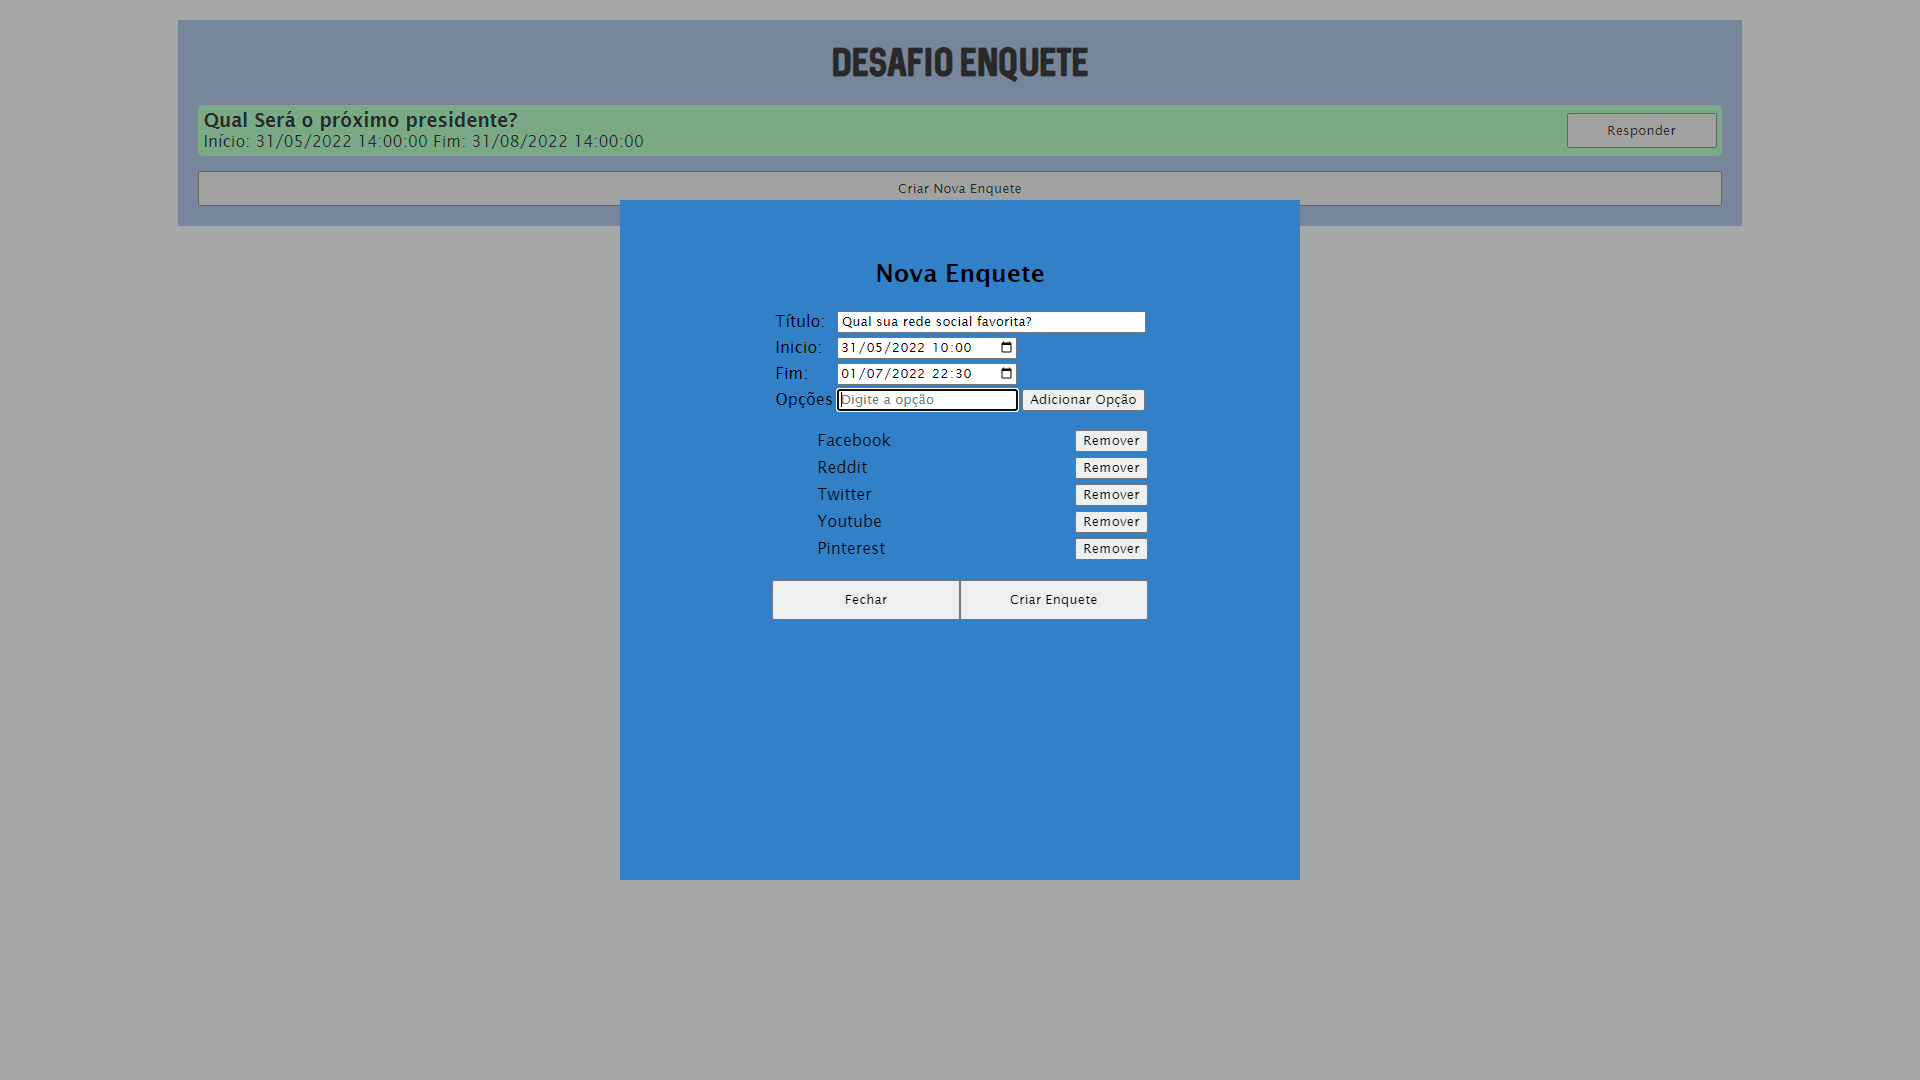 DESAFIO ENQUETE
Qual Será o próximo presidente?
Início: 31/05/2022 14:00:00 Fim: 31/08/2022 14:00:00
Responder
Criar Nova Enquete
Nova Enquete
Título: Qual sua rede social favorita?
Inicio: 31/05/2022 10:00
Fim: 01/07/2022 22:30
Opções Digite a opção Adicionar Opção
Facebook Remover
Reddit Remover
Twitter Remover
Youtube Remover
Pinterest Remover
Fechar Criar Enquete